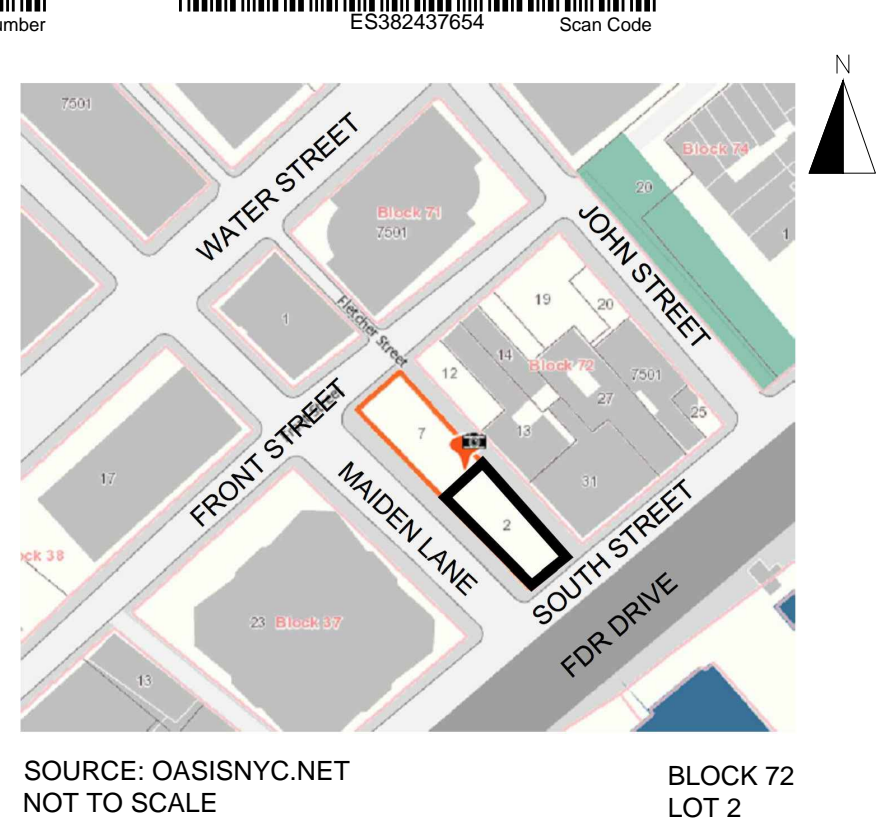 umber
ES382437654
Scan Code
N
7501
WATER STREET
Block 74
20
Block 71
7501
1
JOHN STREET
19
20
1
Fletcher Street
14
Block 72
12
7501
27
25
FRONT STREET
7
13
17
MAIDEN LANE
31
2
SOUTH STREET
ck 38
FDR DRIVE
23 Block 37
13
SOURCE: OASISNYC.NET
NOT TO SCALE
BLOCK 72
LOT 2